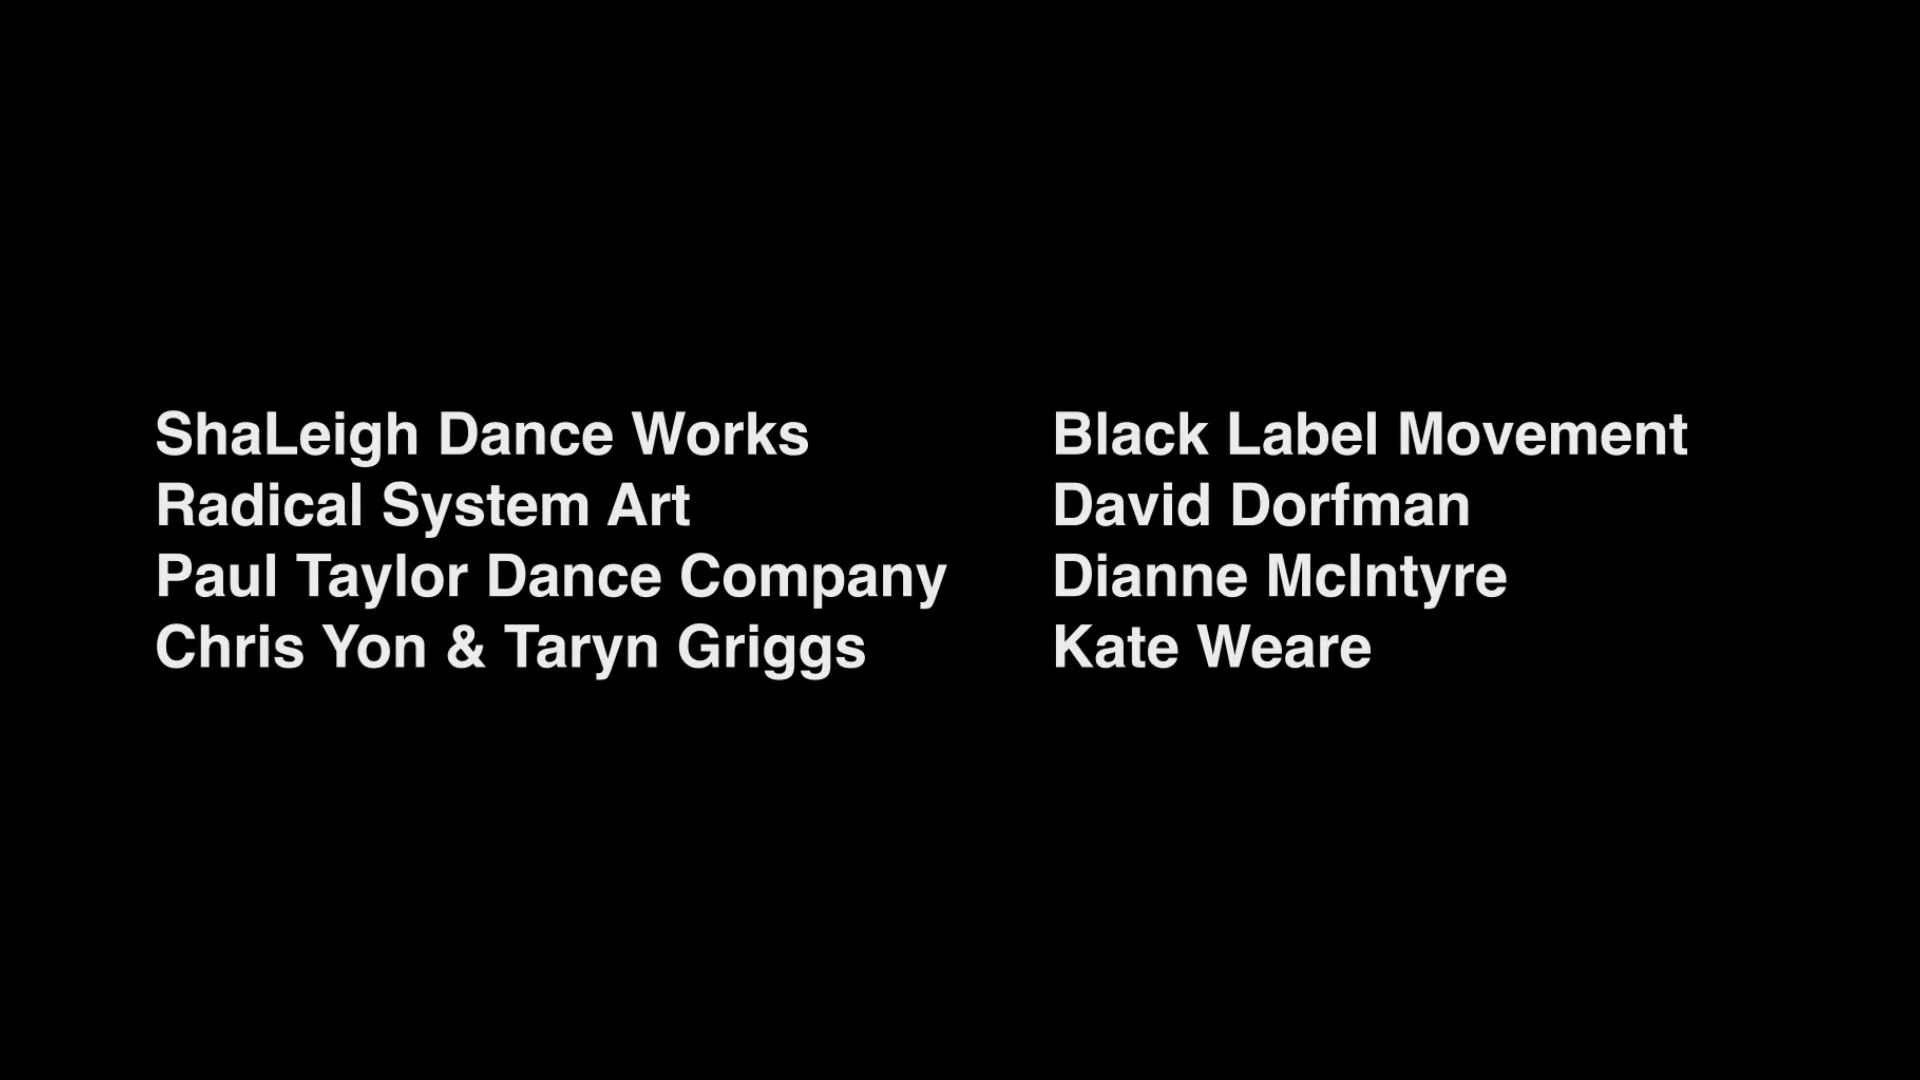 ShaLeigh Dance Works
Radical System Art
Paul Taylor Dance Company
Chris Yon & Taryn Griggs
Black Label Movement
David Dorfman
Dianne McIntyre
Kate Weare